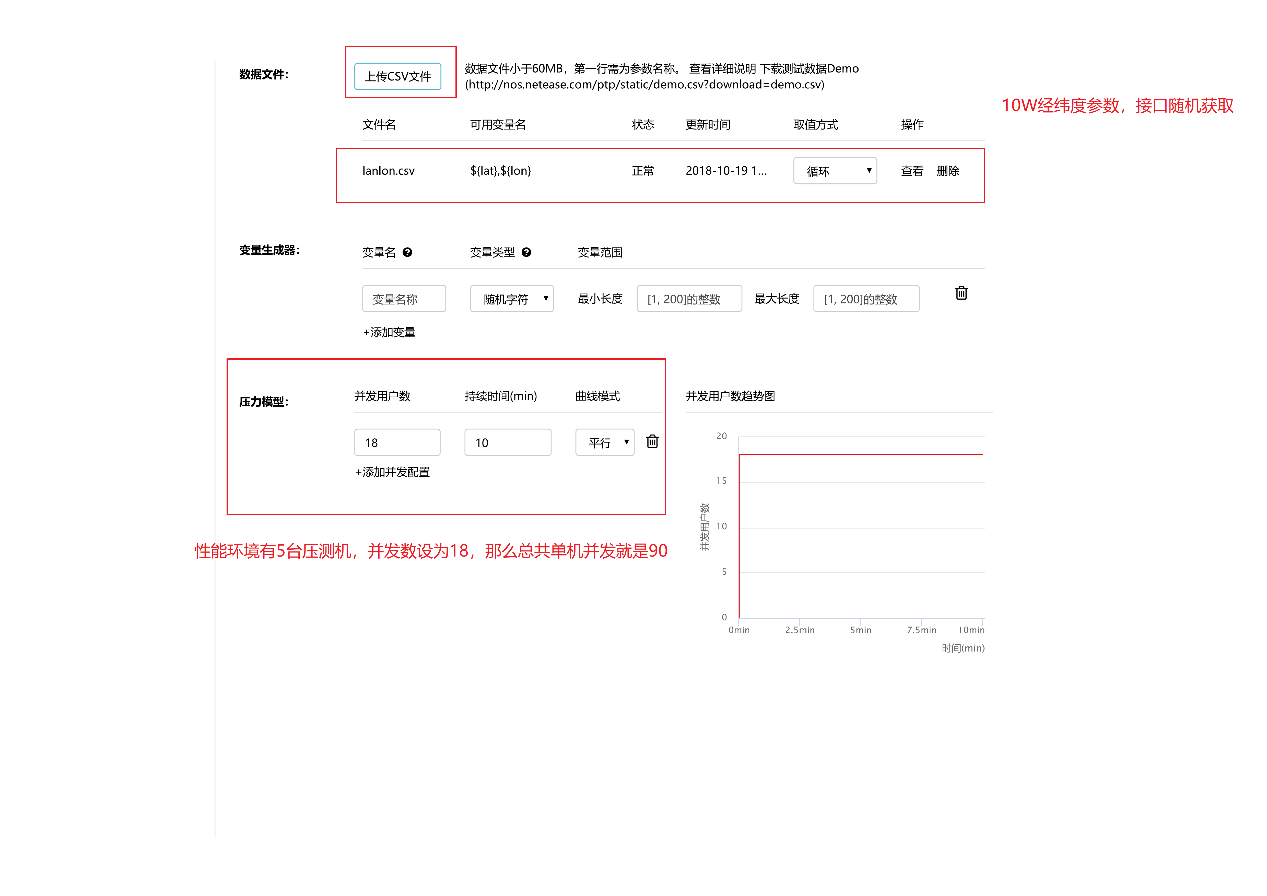 数据文件：
上传CSV文件
数据文件小于60MB，第一行需为参数名称。 查看详细说明 下载测试数据Demo
(http://nos.netease.com/ptp/static/demo.csv?download=demo.csv)
10W经纬度参数，接口随机获取
文件名 可用变量名 状态 更新时间 取值方式 操作
lanlon.csv ${lat},${lon} 正常 2018-10-19 1... 循环 查看 删除
变量生成器： 变量名 变量类型 变量范围
变量名称 随机字符 最小长度 [1, 200]的整数 最大长度 [1, 200]的整数
+添加变量
压力模型： 并发用户数 持续时间(min) 曲线模式
18 10 平行
+添加并发配置
性能环境有5台压测机，并发数设为18，那么总共单机并发就是90
并发用户数趋势图
20
15
10
5
0
并发用户数
0min 2.5min 5min 7.5min 10min
时间(min)